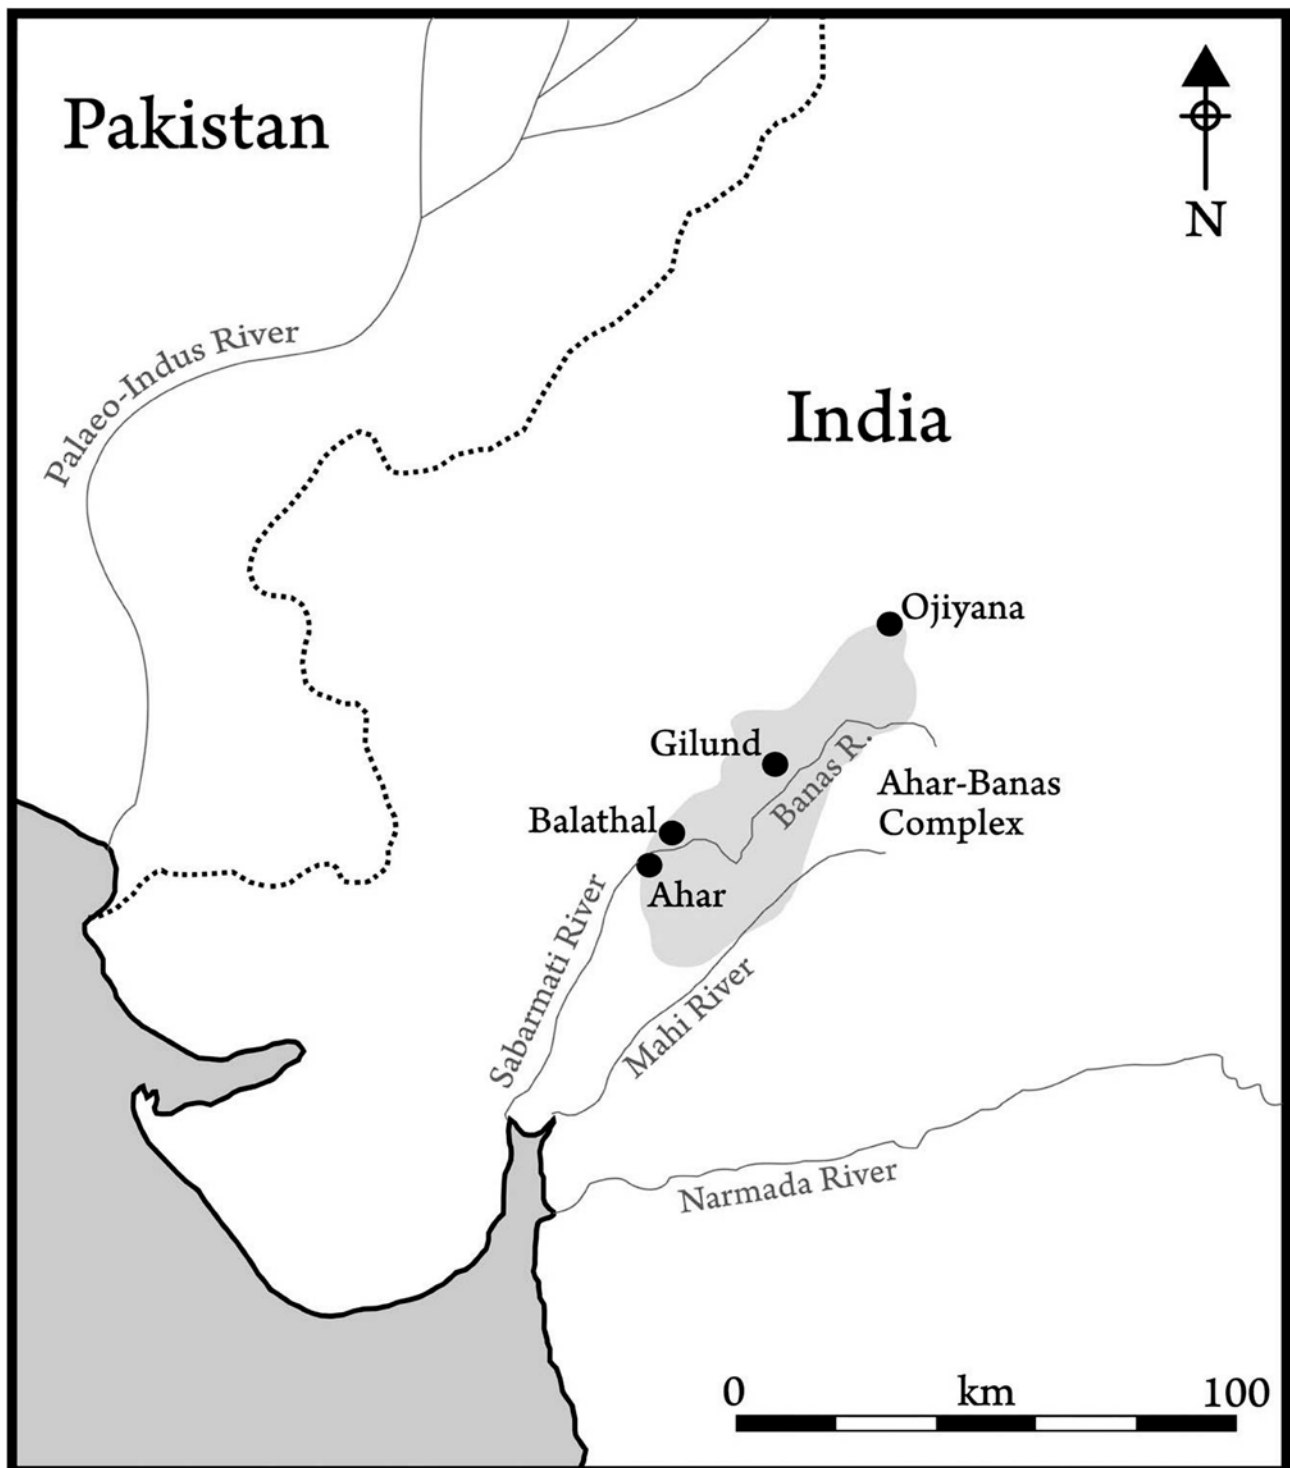 Pakistan
N
Palaeo-Indus River
India
Ojiyana
Gilund
Banas R.
Ahar-Banas
Complex
Balathal
Ahar
Sabarmati River
Mahi River
Narmada River
0 km 100